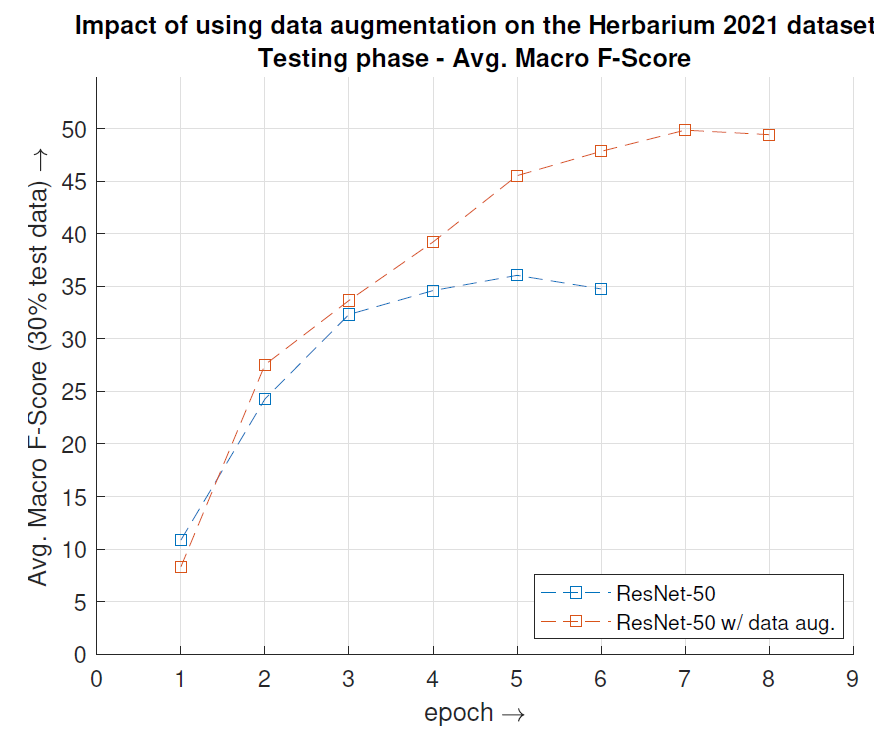 Impact of using data augmentation on the Herbarium 2021 dataset
Testing phase - Avg. Macro F-Score
Avg. Macro F-Score (30% test data) →
50
45
40
35
30
25
20
15
10
5
0
0 1 2 3 4 5 6 7 8 9
epoch →
ResNet-50
ResNet-50 w/ data aug.